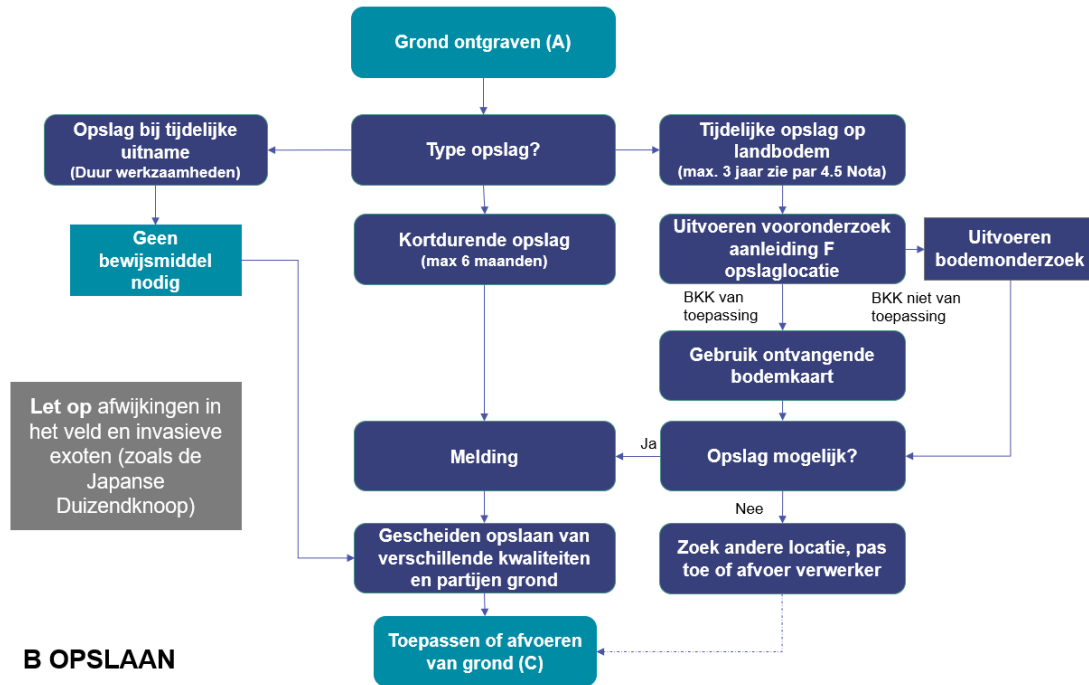 Grond ontgraven (A)
Opslag bij tijdelijke
uitname
(Duur werkzaamheden)
Type opslag?
Tijdelijke opslag op
landbodem
(max. 3 jaar zie par 4.5 Nota)
Geen
bewijsmiddel
nodig
Kortdurende opslag
(max 6 maanden)
Uitvoeren vooronderzoek
aanleiding F
opslaglocatie
Uitvoeren
bodemonderzoek
BKK van
toepassing
BKK niet van
toepassing
Gebruik ontvangende
bodemkaart
Let op afwijkingen in
het veld en invasieve
exoten (zoals de
Japanse
Duizendknoop)
Melding
Ja
Opslag mogelijk?
Nee
Gescheiden opslaan van
verschillende kwaliteiten
en partijen grond
Zoek andere locatie, pas
toe of afvoer verwerker
Toepassen of afvoeren
van grond (C)
B OPSLAAN